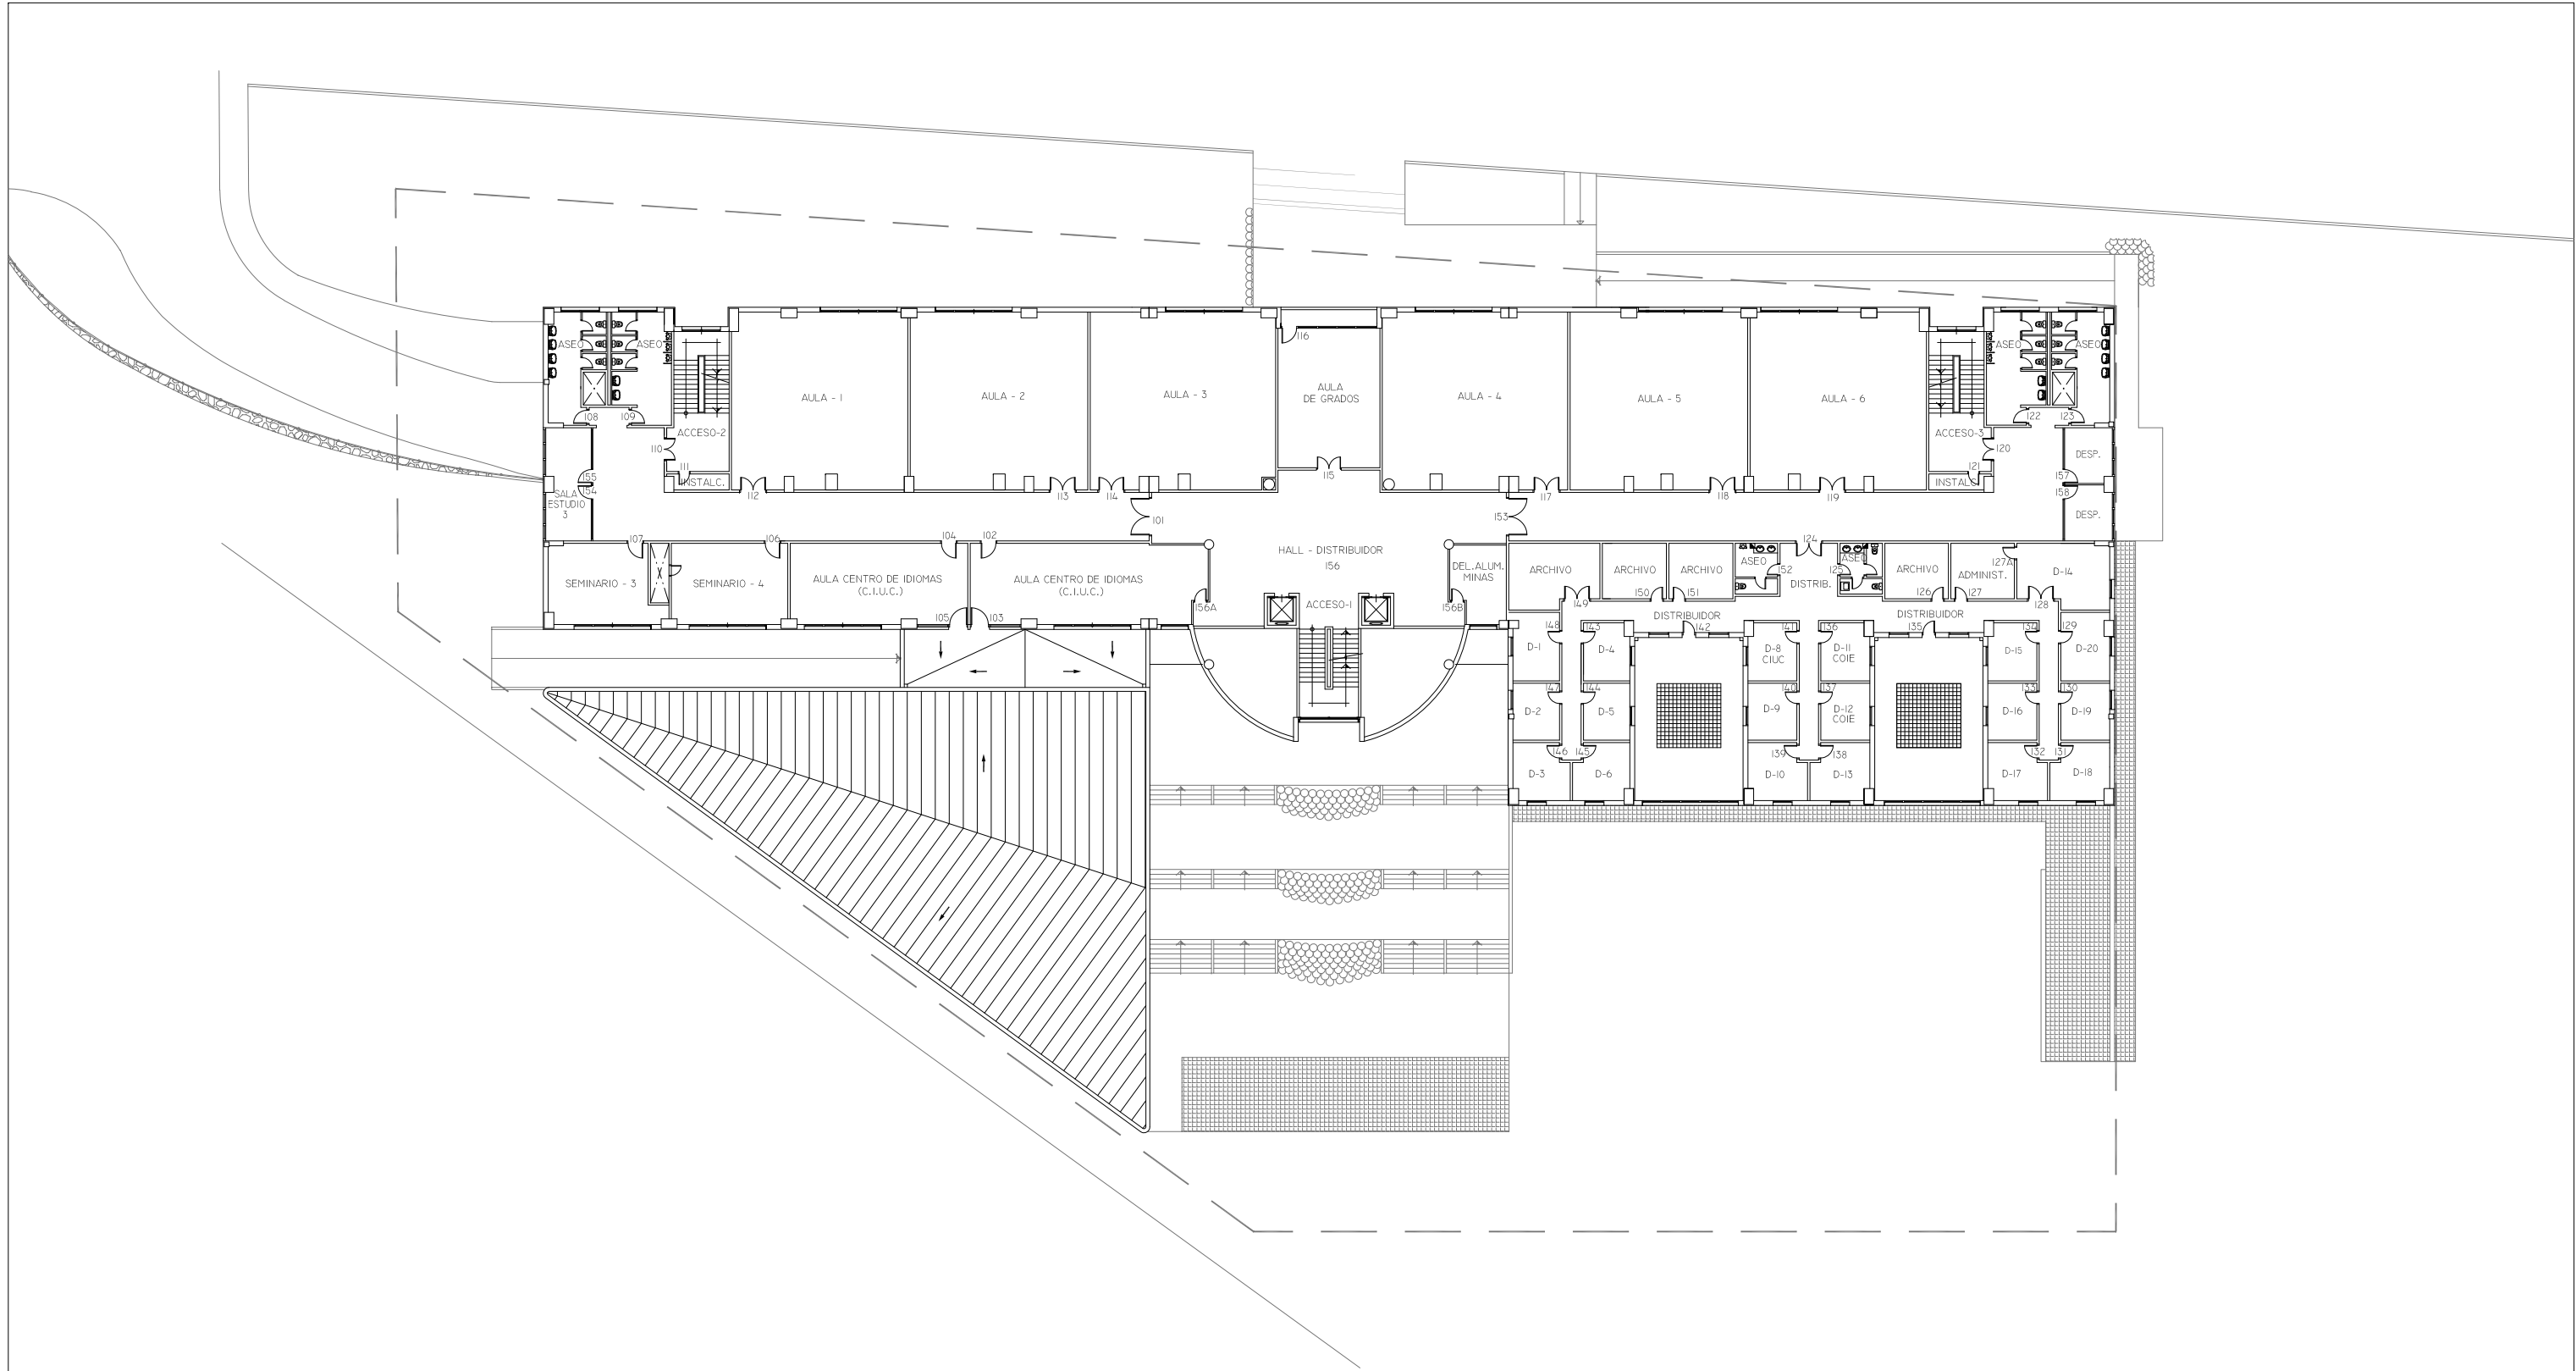 ASEO
ASEO
ASEO
ASEO
116
AULA - 1
AULA - 2
AULA - 3
AULA
DE GRADOS
AULA - 4
AULA - 5
AULA - 6
108
109
122
123
ACCESO-2
ACCESO-3
110
120
111
121
INSTALC.
INSTALC.
115
DESP.
157
158
DESP.
155
154
SALA
ESTUDIO
3
112
113
114
117
118
119
101
153
107
106
104
102
124
HALL - DISTRIBUIDOR
156
SEMINARIO - 3
SEMINARIO - 4
AULA CENTRO DE IDIOMAS
(C.I.U.C.)
AULA CENTRO DE IDIOMAS
(C.I.U.C.)
DEL.ALUM.
MINAS
ARCHIVO
ARCHIVO
ARCHIVO
ASEO
152
DISTRIB.
125
ASEO
ARCHIVO
ADMINIST.
127A
D-14
156A
ACCESO-1
156B
149
150
151
126
127
128
105
103
DISTRIBUIDOR
142
DISTRIBUIDOR
135
148
143
141
136
134
129
D-1
D-4
D-8
CIUC
D-11
COIE
D-15
D-20
147
144
140
137
133
130
D-2
D-5
D-9
D-12
COIE
D-16
D-19
146
145
139
138
132
131
D-3
D-6
D-10
D-13
D-17
D-18